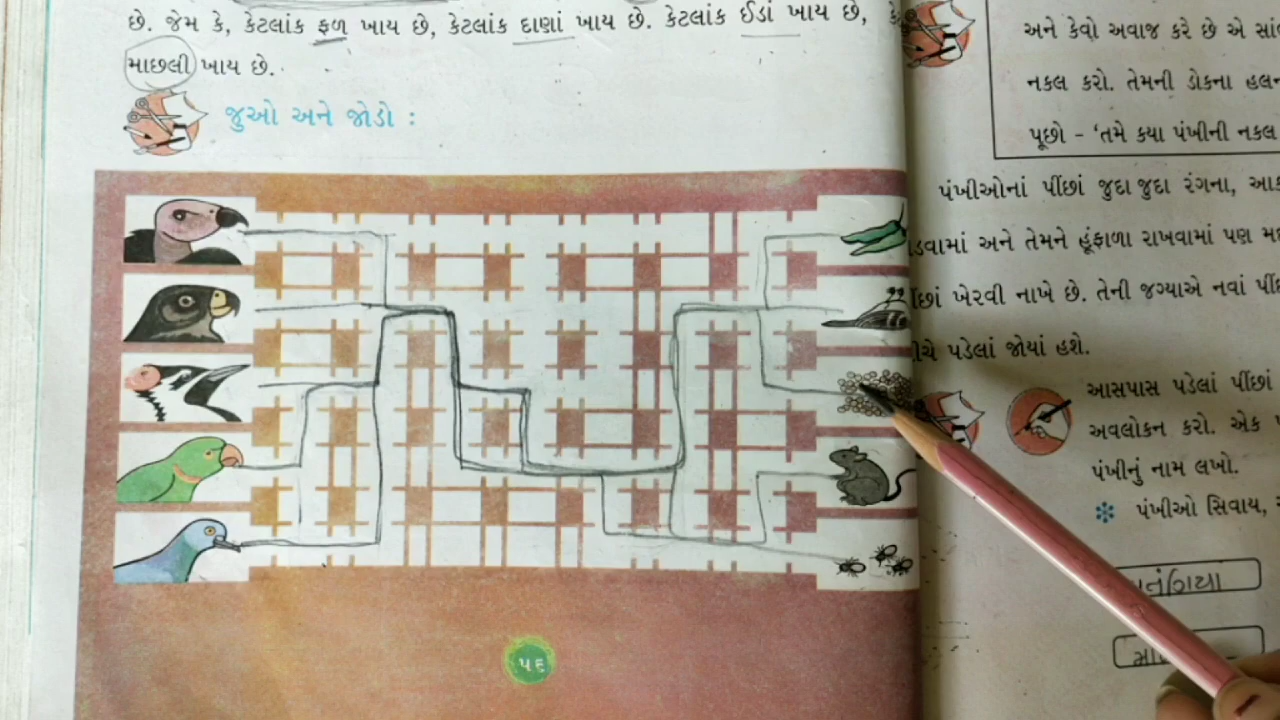 છે. જેમ કે, કેટલાંક ફળ ખાય છે, કેટલાંક દાણાં ખાય છે. કેટલાંક ઈંડાં ખાય છે,
માછલી ખાય છે.
જુઓ અને જોડો :
૫૬
અને કેવો અવાજ કરે છે એ
નકલ કરો. તેમની ડોકના
પૂછો - ‘તમે કયા પંખીની નકલ
પંખીઓનાં પીંછાં જુદા જુદા રંગના,
અને તેમને હૂંફાળા રાખવામાં પણ
ખેરવી નાખે છે. તેની જગ્યાએ નવાં
પડેલાં જોયાં હશે.
આસપાસ પડેલાં પીંછાં
અવલોકન કરો. એક
પંખીનું નામ લખો.
પંખીઓ સિવાય,